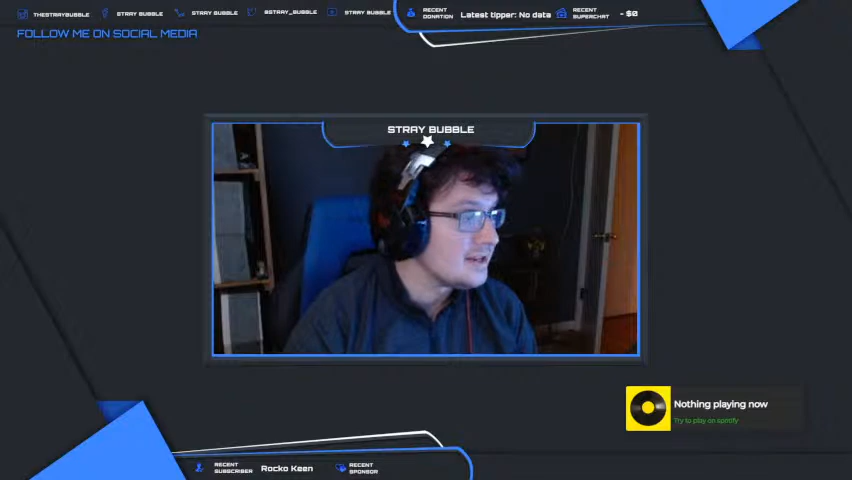 THESTRAYBUBBLE
STRAY BUBBLE
STRAY BUBBLE
@STRAY_BUBBLE
STRAY BUBBLE
RECENT
DONATION
Latest tipper: No data
RECENT
SUPERCHAT
- $0
FOLLOW ME ON SOCIAL MEDIA
STRAY BUBBLE
Nothing playing now
Try to play on spotify
RECENT
SUBSCRIBER
Rocko Keen
RECENT
SPONSOR